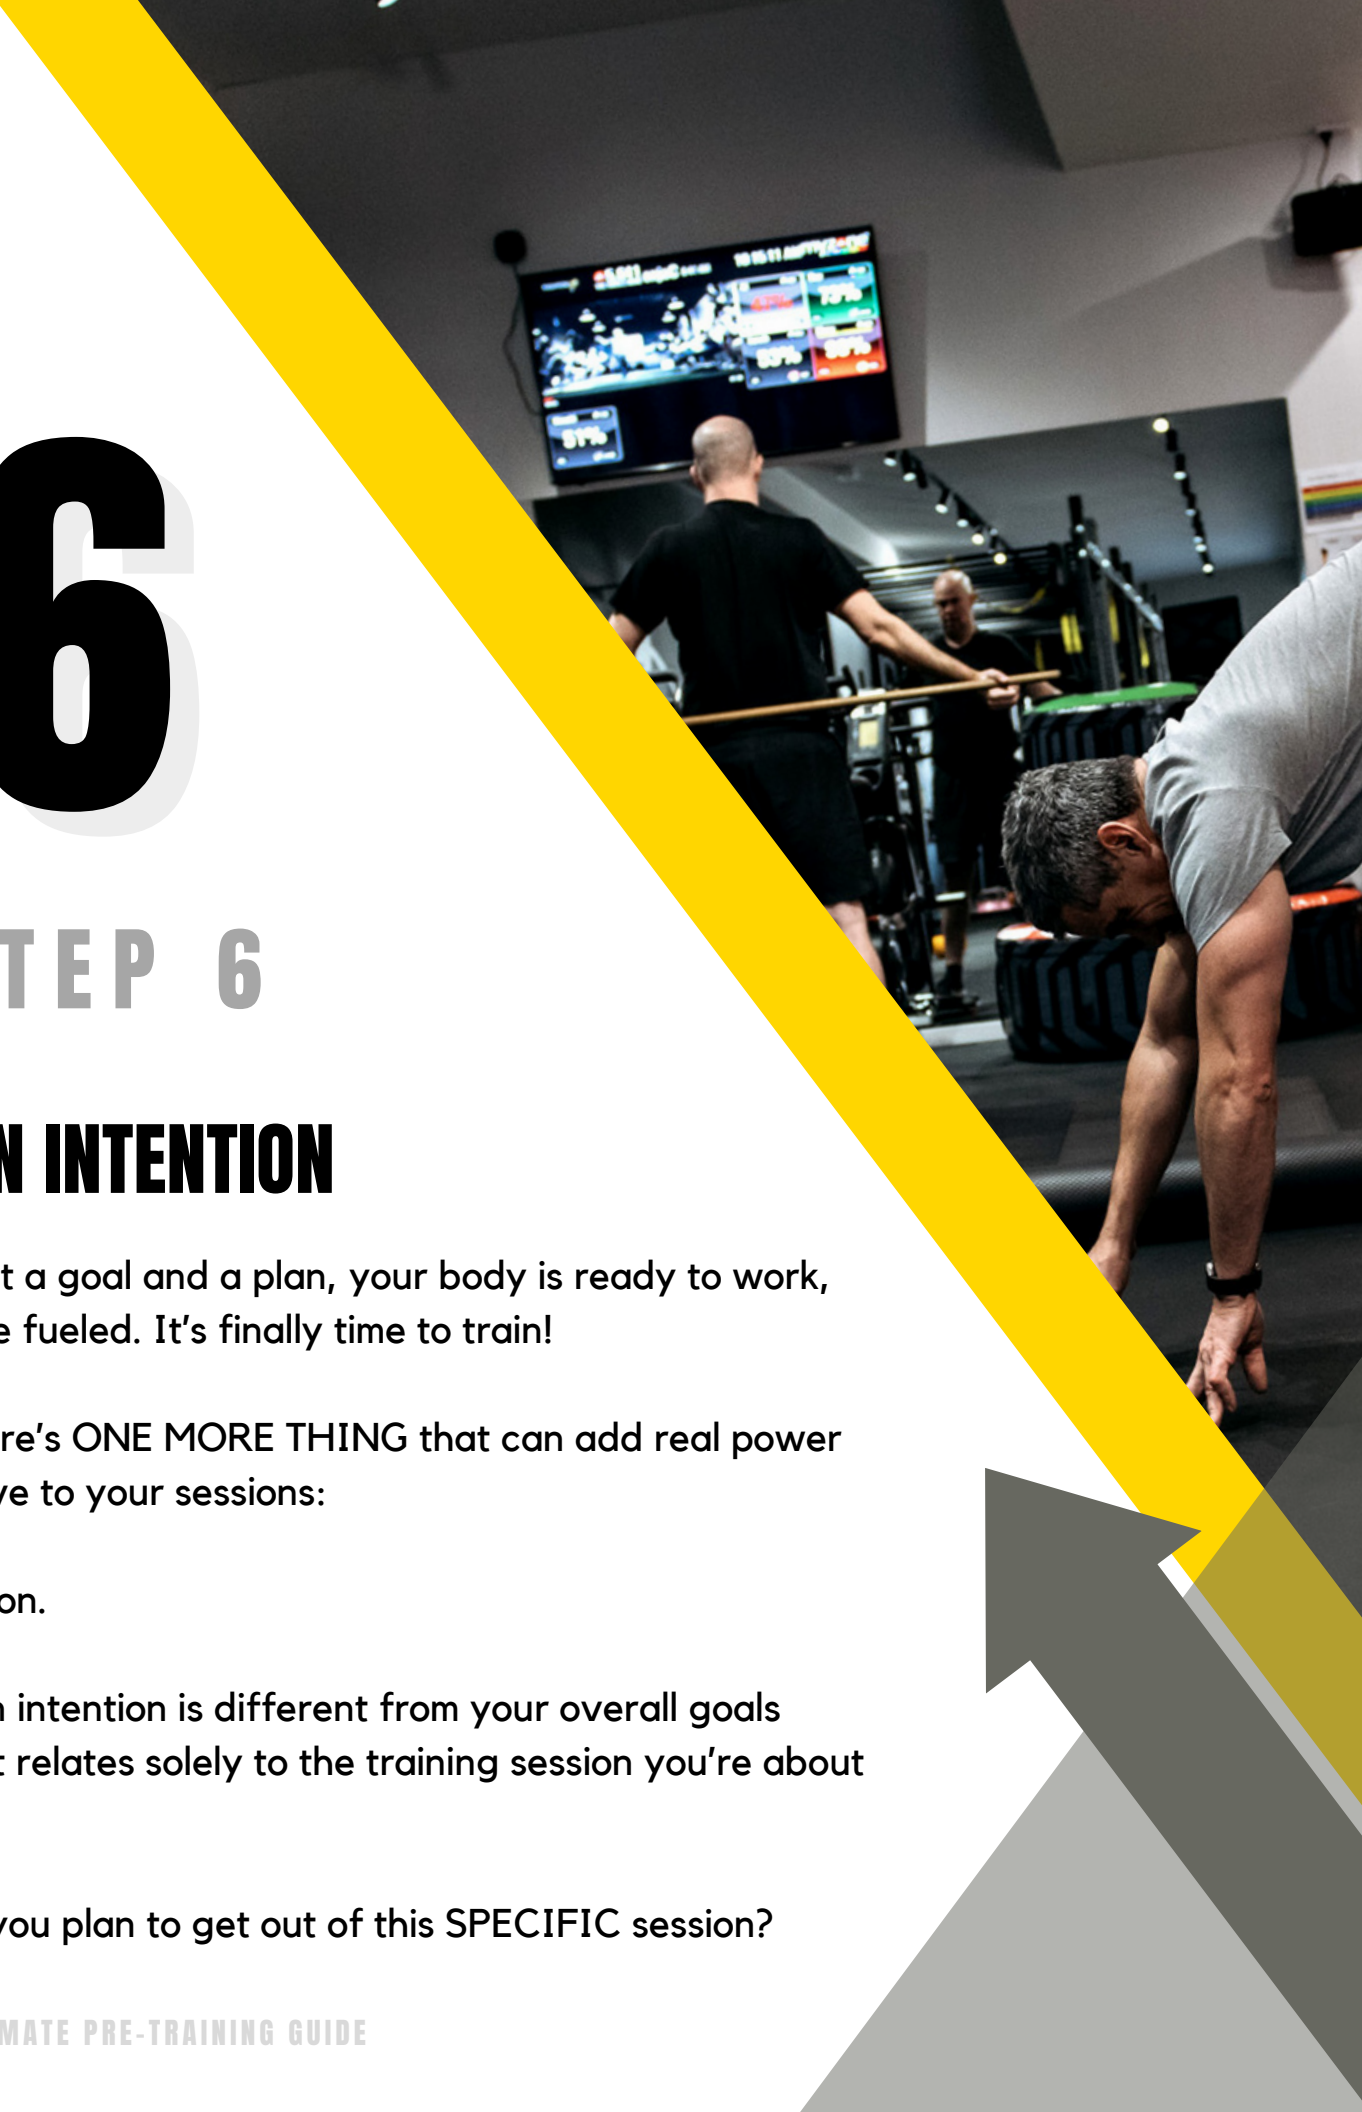 6
TEP 6
N INTENTION
t a goal and a plan, your body is ready to work,
e fueled. It's finally time to train!
re's ONE MORE THING that can add real power
ve to your sessions:
on.
intention is different from your overall goals
t relates solely to the training session you're about
you plan to get out of this SPECIFIC session?
MATE PRE-TRAINING GUIDE
51%